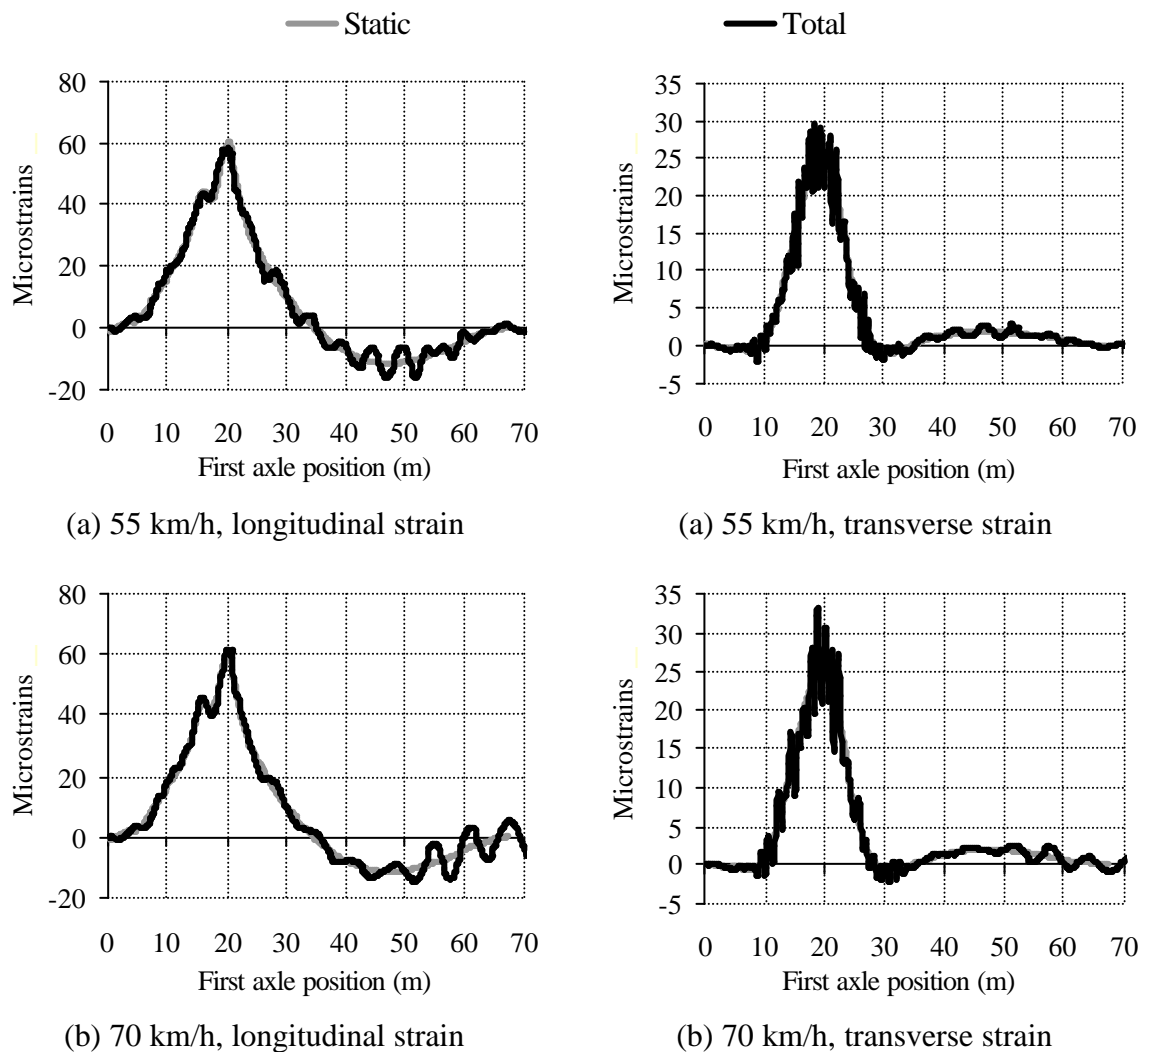 Static
Total
80
60
40
20
0
-20
Microstrains
0 10 20 30 40 50 60 70
First axle position (m)
(a) 55 km/h, longitudinal strain
35
30
25
20
15
10
5
0
-5
Microstrains
0 10 20 30 40 50 60 70
First axle position (m)
(a) 55 km/h, transverse strain
80
60
40
20
0
-20
Microstrains
0 10 20 30 40 50 60 70
First axle position (m)
(b) 70 km/h, longitudinal strain
35
30
25
20
15
10
5
0
-5
Microstrains
0 10 20 30 40 50 60 70
First axle position (m)
(b) 70 km/h, transverse strain